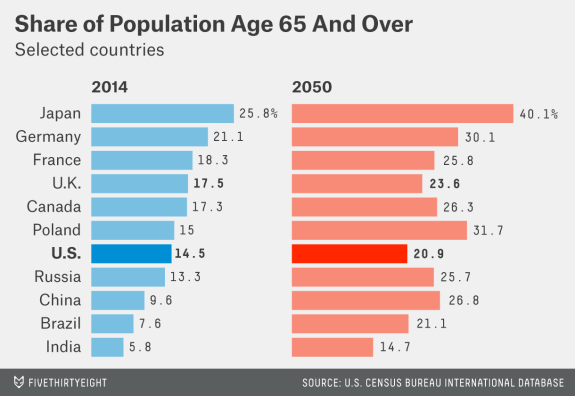 Share of Population Age 65 And Over
Selected countries
2014 2050
Japan 25.8% 40.1%
Germany 21.1 30.1
France 18.3 25.8
U.K. 17.5 23.6
Canada 17.3 26.3
Poland 15 31.7
U.S. 14.5 20.9
Russia 13.3 25.7
China 9.6 26.8
Brazil 7.6 21.1
India 5.8 14.7
FIVETHIRTYEIGHT SOURCE: U.S. CENSUS BUREAU INTERNATIONAL DATABASE